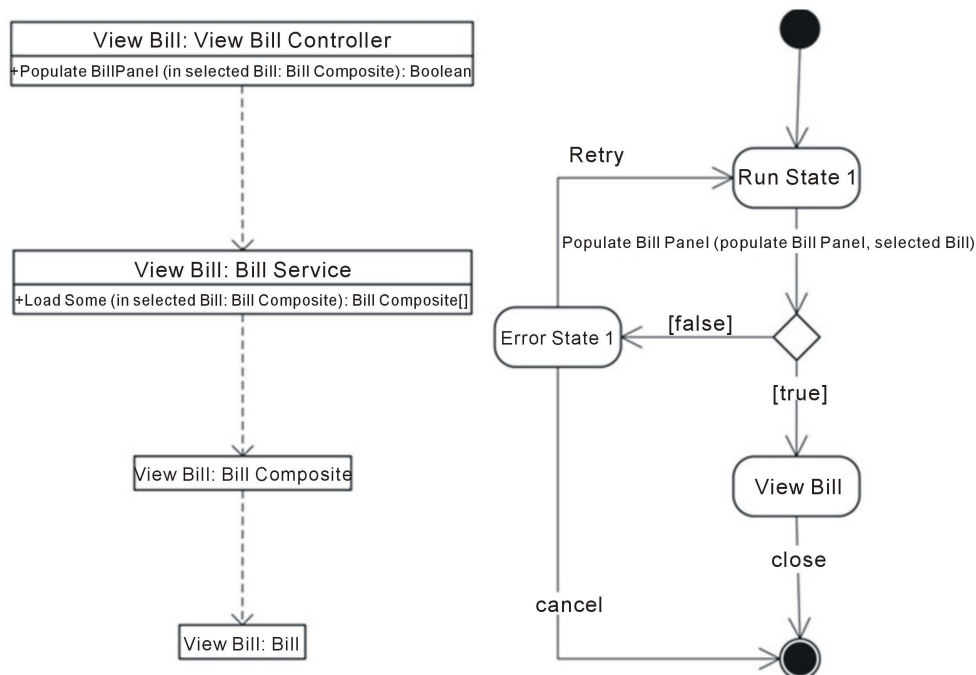 View Bill: View Bill Controller
+Populate BillPanel (in selected Bill: Bill Composite): Boolean
View Bill: Bill Service
+Load Some (in selected Bill: Bill Composite): Bill Composite[]
View Bill: Bill Composite
View Bill: Bill
Run State 1
Retry
Populate Bill Panel (populate Bill Panel, selected Bill)
Error State 1
[false]
[true]
View Bill
close
cancel